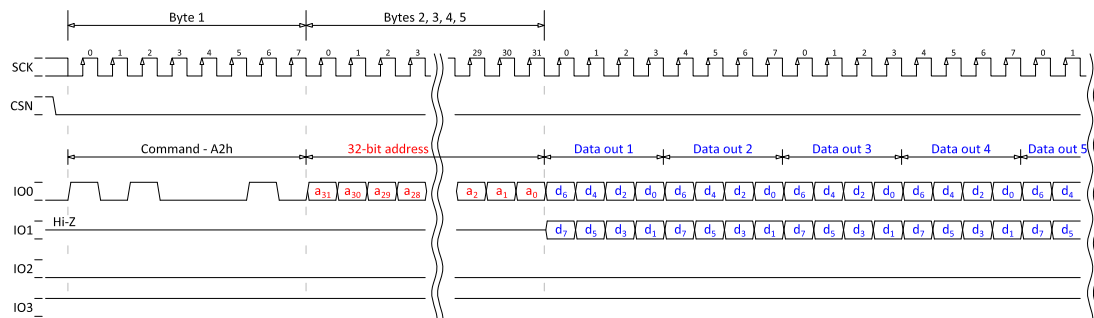 Byte 1 Bytes 2, 3, 4, 5
SCK 0 1 2 3 4 5 6 7 0 1 2 3 29 30 31 0 1 2 3 4 5 6 7 0 1 2 3 4 5 6 7 0 1
CSN
Command - A2h 32-bit address Data out 1 Data out 2 Data out 3 Data out 4 Data out 5
IO0 a31 a30 a29 a28 a2 a1 a0 d6 d4 d2 d0 d6 d4 d2 d0 d6 d4 d2 d0 d6 d4 d2 d0 d6 d4
IO1 Hi-Z d7 d5 d3 d1 d7 d5 d3 d1 d7 d5 d3 d1 d7 d5 d3 d1 d7 d5
IO2
IO3